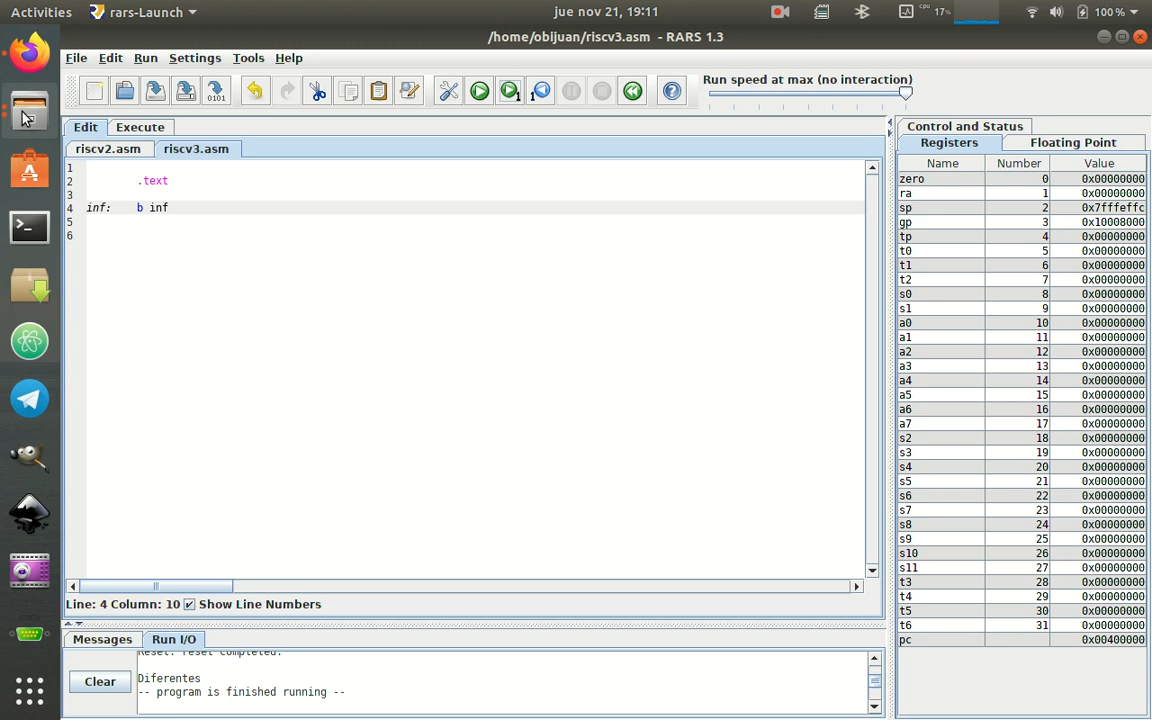 Activities rars-Launch jue nov 21, 19:11 cpu 17% 100%
/home/obijuan/riscv3.asm - RARS 1.3
File Edit Run Settings Tools Help
Run speed at max (no interaction)
Edit Execute
riscv2.asm riscv3.asm
1
2 .text
3
4 inf: b inf
5
6
Line: 4 Column: 10 Show Line Numbers
Messages Run I/O
Clear
Reset: reset completed.
Diferentes
-- program is finished running --
Control and Status
Registers Floating Point
Name Number Value
zero 0 0x00000000
ra 1 0x00000000
sp 2 0x7fffeffc
gp 3 0x10008000
tp 4 0x00000000
t0 5 0x00000000
t1 6 0x00000000
t2 7 0x00000000
s0 8 0x00000000
s1 9 0x00000000
a0 10 0x00000000
a1 11 0x00000000
a2 12 0x00000000
a3 13 0x00000000
a4 14 0x00000000
a5 15 0x00000000
a6 16 0x00000000
a7 17 0x00000000
s2 18 0x00000000
s3 19 0x00000000
s4 20 0x00000000
s5 21 0x00000000
s6 22 0x00000000
s7 23 0x00000000
s8 24 0x00000000
s9 25 0x00000000
s10 26 0x00000000
s11 27 0x00000000
t3 28 0x00000000
t4 29 0x00000000
t5 30 0x00000000
t6 31 0x00000000
pc 0x00400000